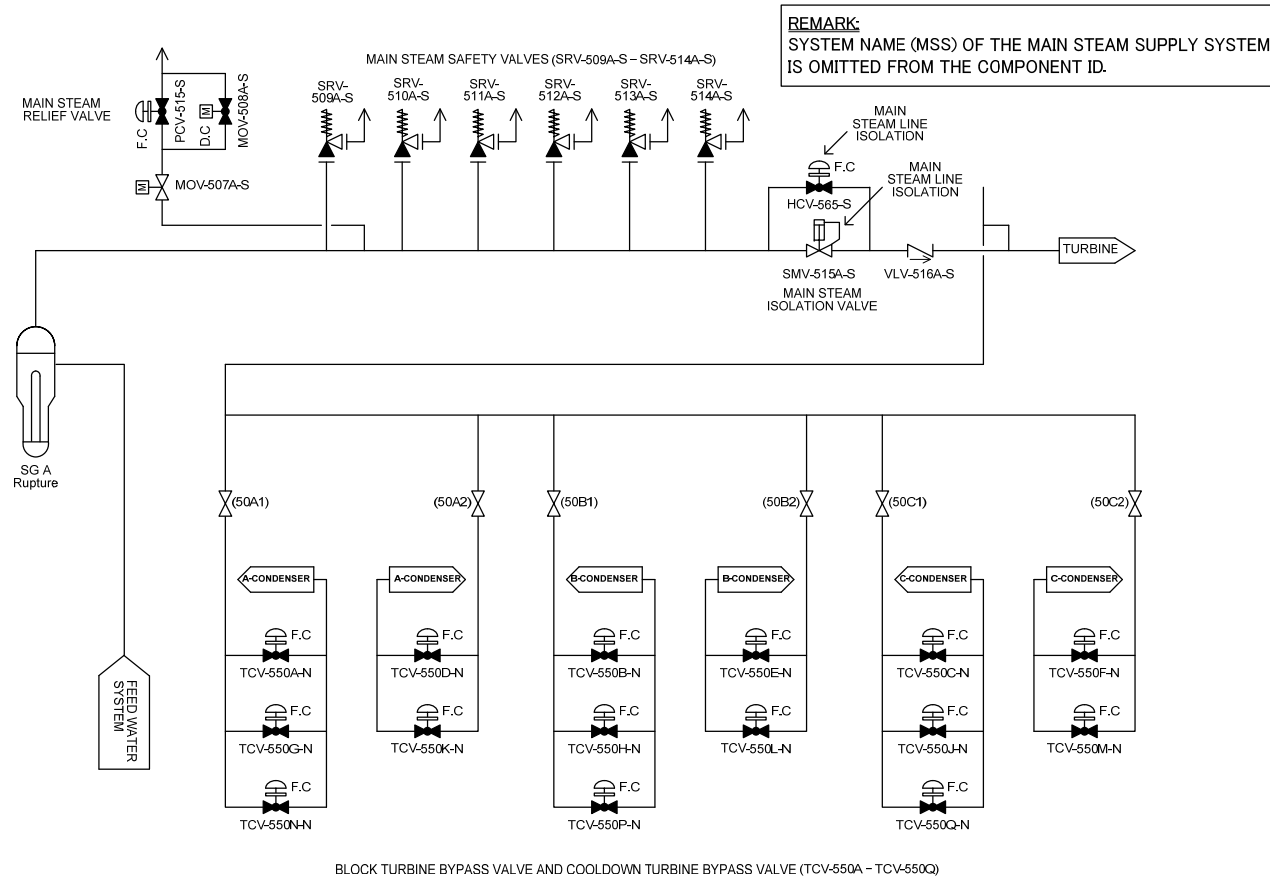 REMARK:
SYSTEM NAME (MSS) OF THE MAIN STEAM SUPPLY SYSTEM
IS OMITTED FROM THE COMPONENT ID.
MAIN STEAM SAFETY VALVES (SRV-509A-S – SRV-514A-S)
MAIN STEAM
RELIEF VALVE
F.C
PCV-515-S
D.C
M
MOV-508A-S
M
MOV-507A-S
SRV-
509A-S
SRV-
510A-S
SRV-
511A-S
SRV-
512A-S
SRV-
513A-S
SRV-
514A-S
MAIN
STEAM LINE
ISOLATION
F.C
HCV-565-S
MAIN
STEAM LINE
ISOLATION
SMV-515A-S
MAIN STEAM
ISOLATION VALVE
VLV-516A-S
TURBINE
SG A
Rupture
FEED WATER
SYSTEM
(50A1)
(50A2)
(50B1)
(50B2)
(50C1)
(50C2)
A-CONDENSER
A-CONDENSER
B-CONDENSER
B-CONDENSER
C-CONDENSER
C-CONDENSER
F.C
F.C
F.C
F.C
F.C
F.C
TCV-550A-N
TCV-550D-N
TCV-550B-N
TCV-550E-N
TCV-550C-N
TCV-550F-N
F.C
F.C
F.C
F.C
F.C
F.C
TCV-550G-N
TCV-550K-N
TCV-550H-N
TCV-550L-N
TCV-550J-N
TCV-550M-N
F.C
F.C
F.C
TCV-550N-N
TCV-550P-N
TCV-550Q-N
BLOCK TURBINE BYPASS VALVE AND COOLDOWN TURBINE BYPASS VALVE (TCV-550A – TCV-550Q)